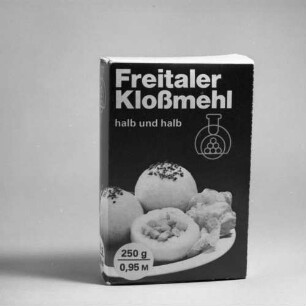 Freitaler
Kloßmehl
halb und halb
250 g
0,95 M